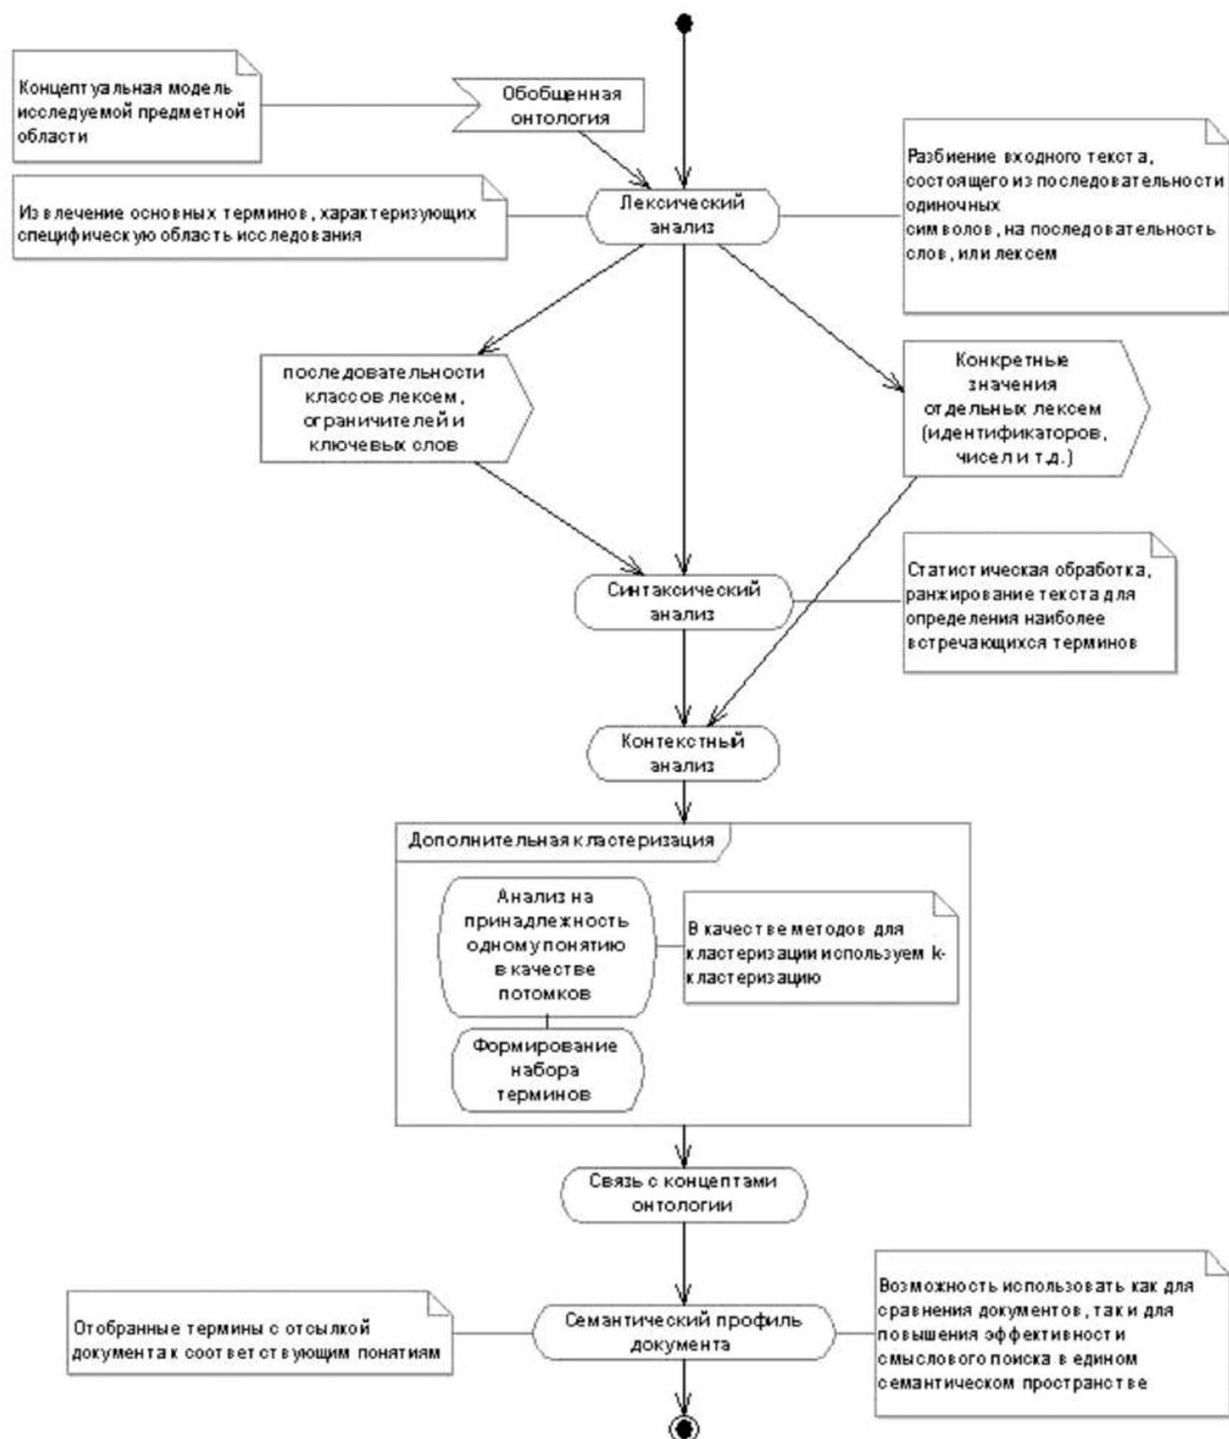 Концептуальная модель
исследуемой предметной
области
Обобщенная
онтология
Разбиение входного текста,
состоящего из последовательности
одиночных
символов, на последовательность
слов, или лексем
Извлечение основных терминов, характеризующих
специфическую область исследования
Лексический
анализ
последовательности
классов лексем,
ограничителей и
ключевых слов
Конкретные
значения
отдельных лексем
(идентификаторов,
чисел и т.д.)
Синтаксический
анализ
Статистическая обработка,
ранжирование текста для
определения наиболее
встречающихся терминов
Контекстный
анализ
Дополнительная кластеризация
Анализ на
принадлежность
одному понятию
в качестве
потомков
В качестве методов для
кластеризации используем k-
кластеризацию
Формирование
набора
терминов
Связь с концептами
онтологии
Отобранные термины с отсылкой
документа к соответствующим понятиям
Семантический профиль
документа
Возможность использовать как для
сравнения документов, так и для
повышения эффективности
смыслового поиска в едином
семантическом пространстве